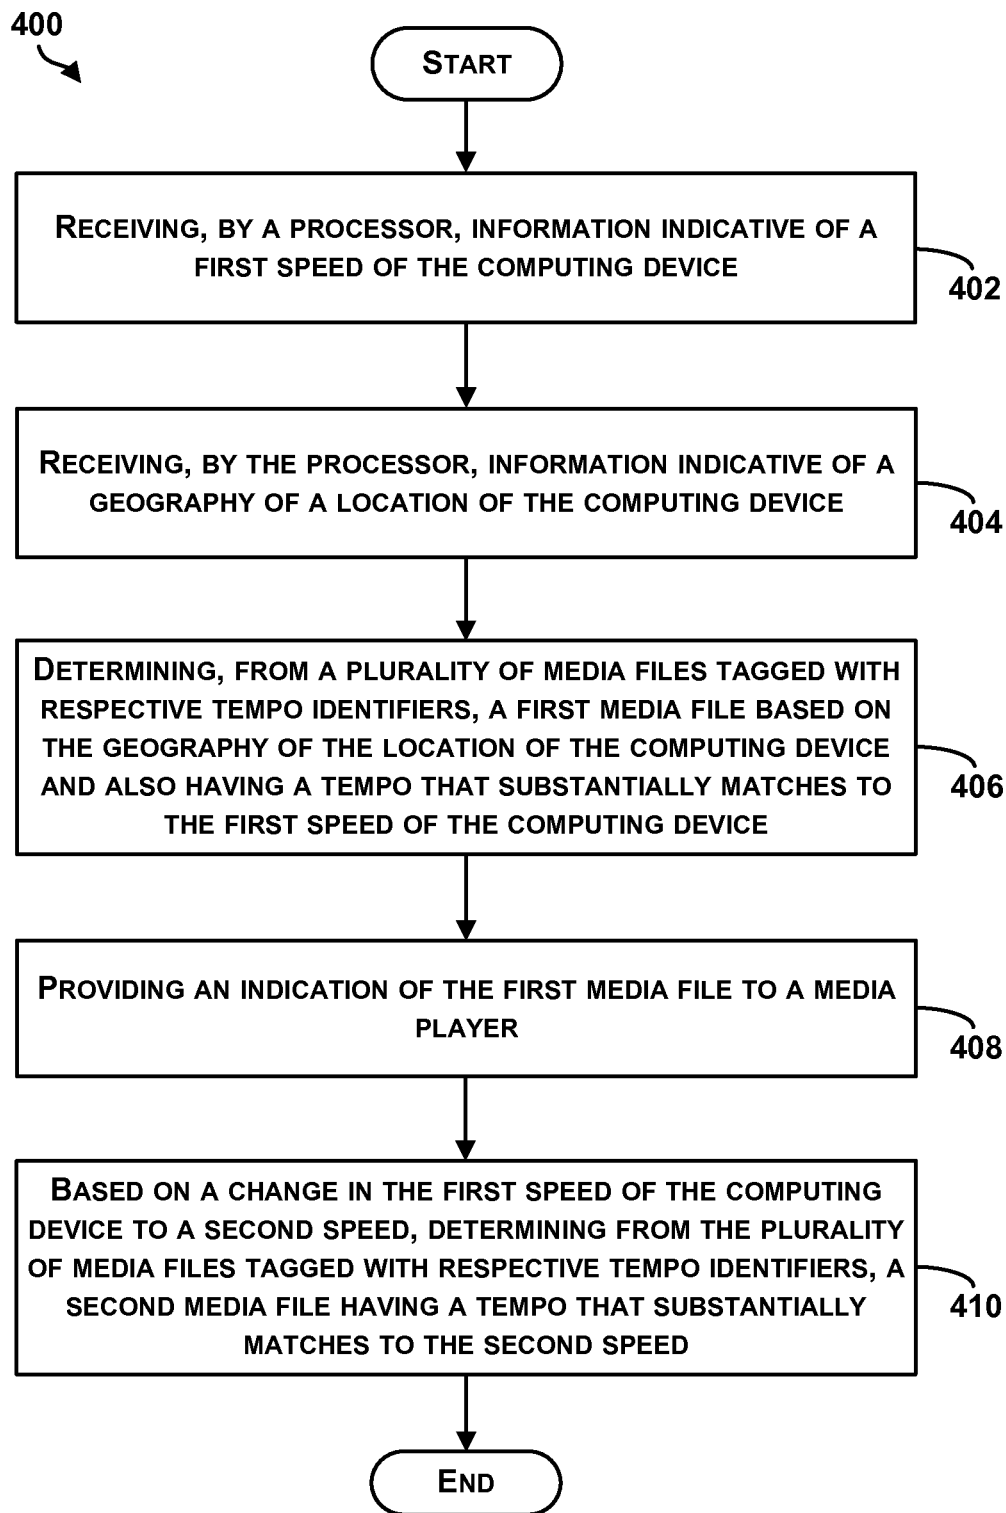 400
START
RECEIVING, BY A PROCESSOR, INFORMATION INDICATIVE OF A
FIRST SPEED OF THE COMPUTING DEVICE
402
RECEIVING, BY THE PROCESSOR, INFORMATION INDICATIVE OF A
GEOGRAPHY OF A LOCATION OF THE COMPUTING DEVICE
404
DETERMINING, FROM A PLURALITY OF MEDIA FILES TAGGED WITH
RESPECTIVE TEMPO IDENTIFIERS, A FIRST MEDIA FILE BASED ON
THE GEOGRAPHY OF THE LOCATION OF THE COMPUTING DEVICE
AND ALSO HAVING A TEMPO THAT SUBSTANTIALLY MATCHES TO
THE FIRST SPEED OF THE COMPUTING DEVICE
406
PROVIDING AN INDICATION OF THE FIRST MEDIA FILE TO A MEDIA
PLAYER
408
BASED ON A CHANGE IN THE FIRST SPEED OF THE COMPUTING
DEVICE TO A SECOND SPEED, DETERMINING FROM THE PLURALITY
OF MEDIA FILES TAGGED WITH RESPECTIVE TEMPO IDENTIFIERS, A
SECOND MEDIA FILE HAVING A TEMPO THAT SUBSTANTIALLY
MATCHES TO THE SECOND SPEED
410
END